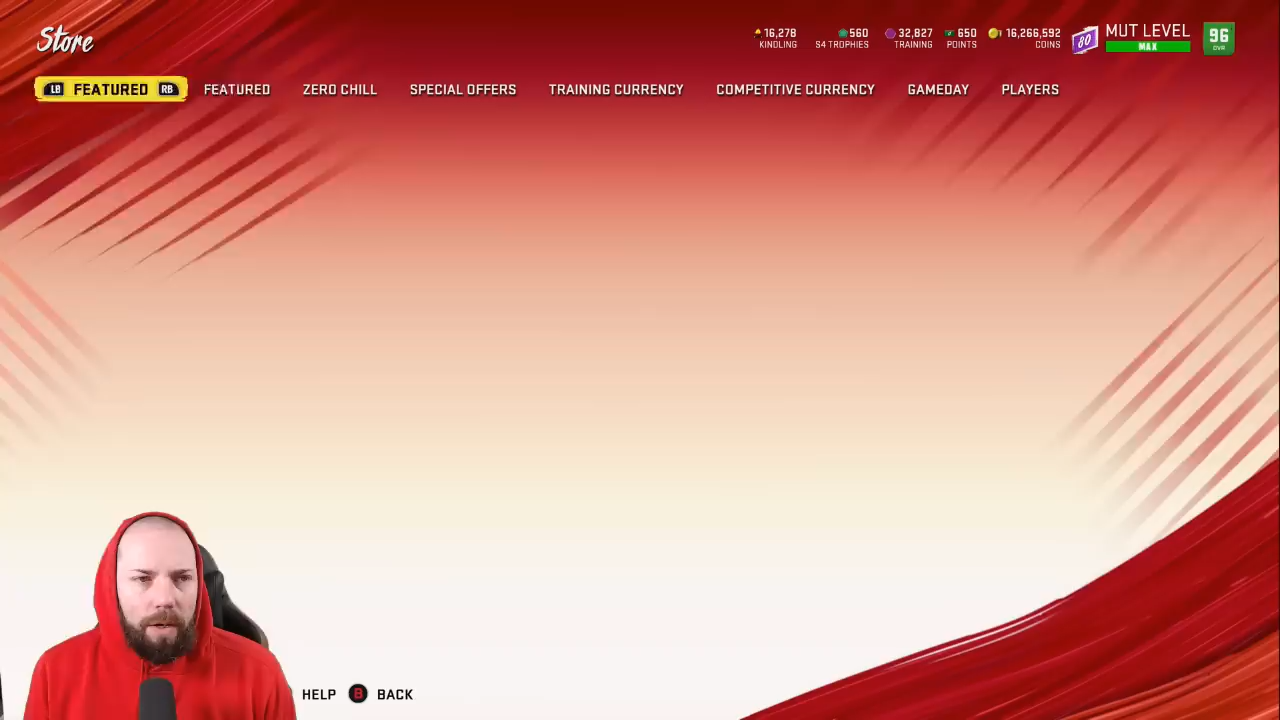 Store
16,278 KINDLING
560 S4 TROPHIES
32,827 TRAINING
650 POINTS
16,266,592 COINS
80
MUT LEVEL
MAX
96 OVR
LB FEATURED RB FEATURED ZERO CHILL SPECIAL OFFERS TRAINING CURRENCY COMPETITIVE CURRENCY GAMEDAY PLAYERS
HELP B BACK